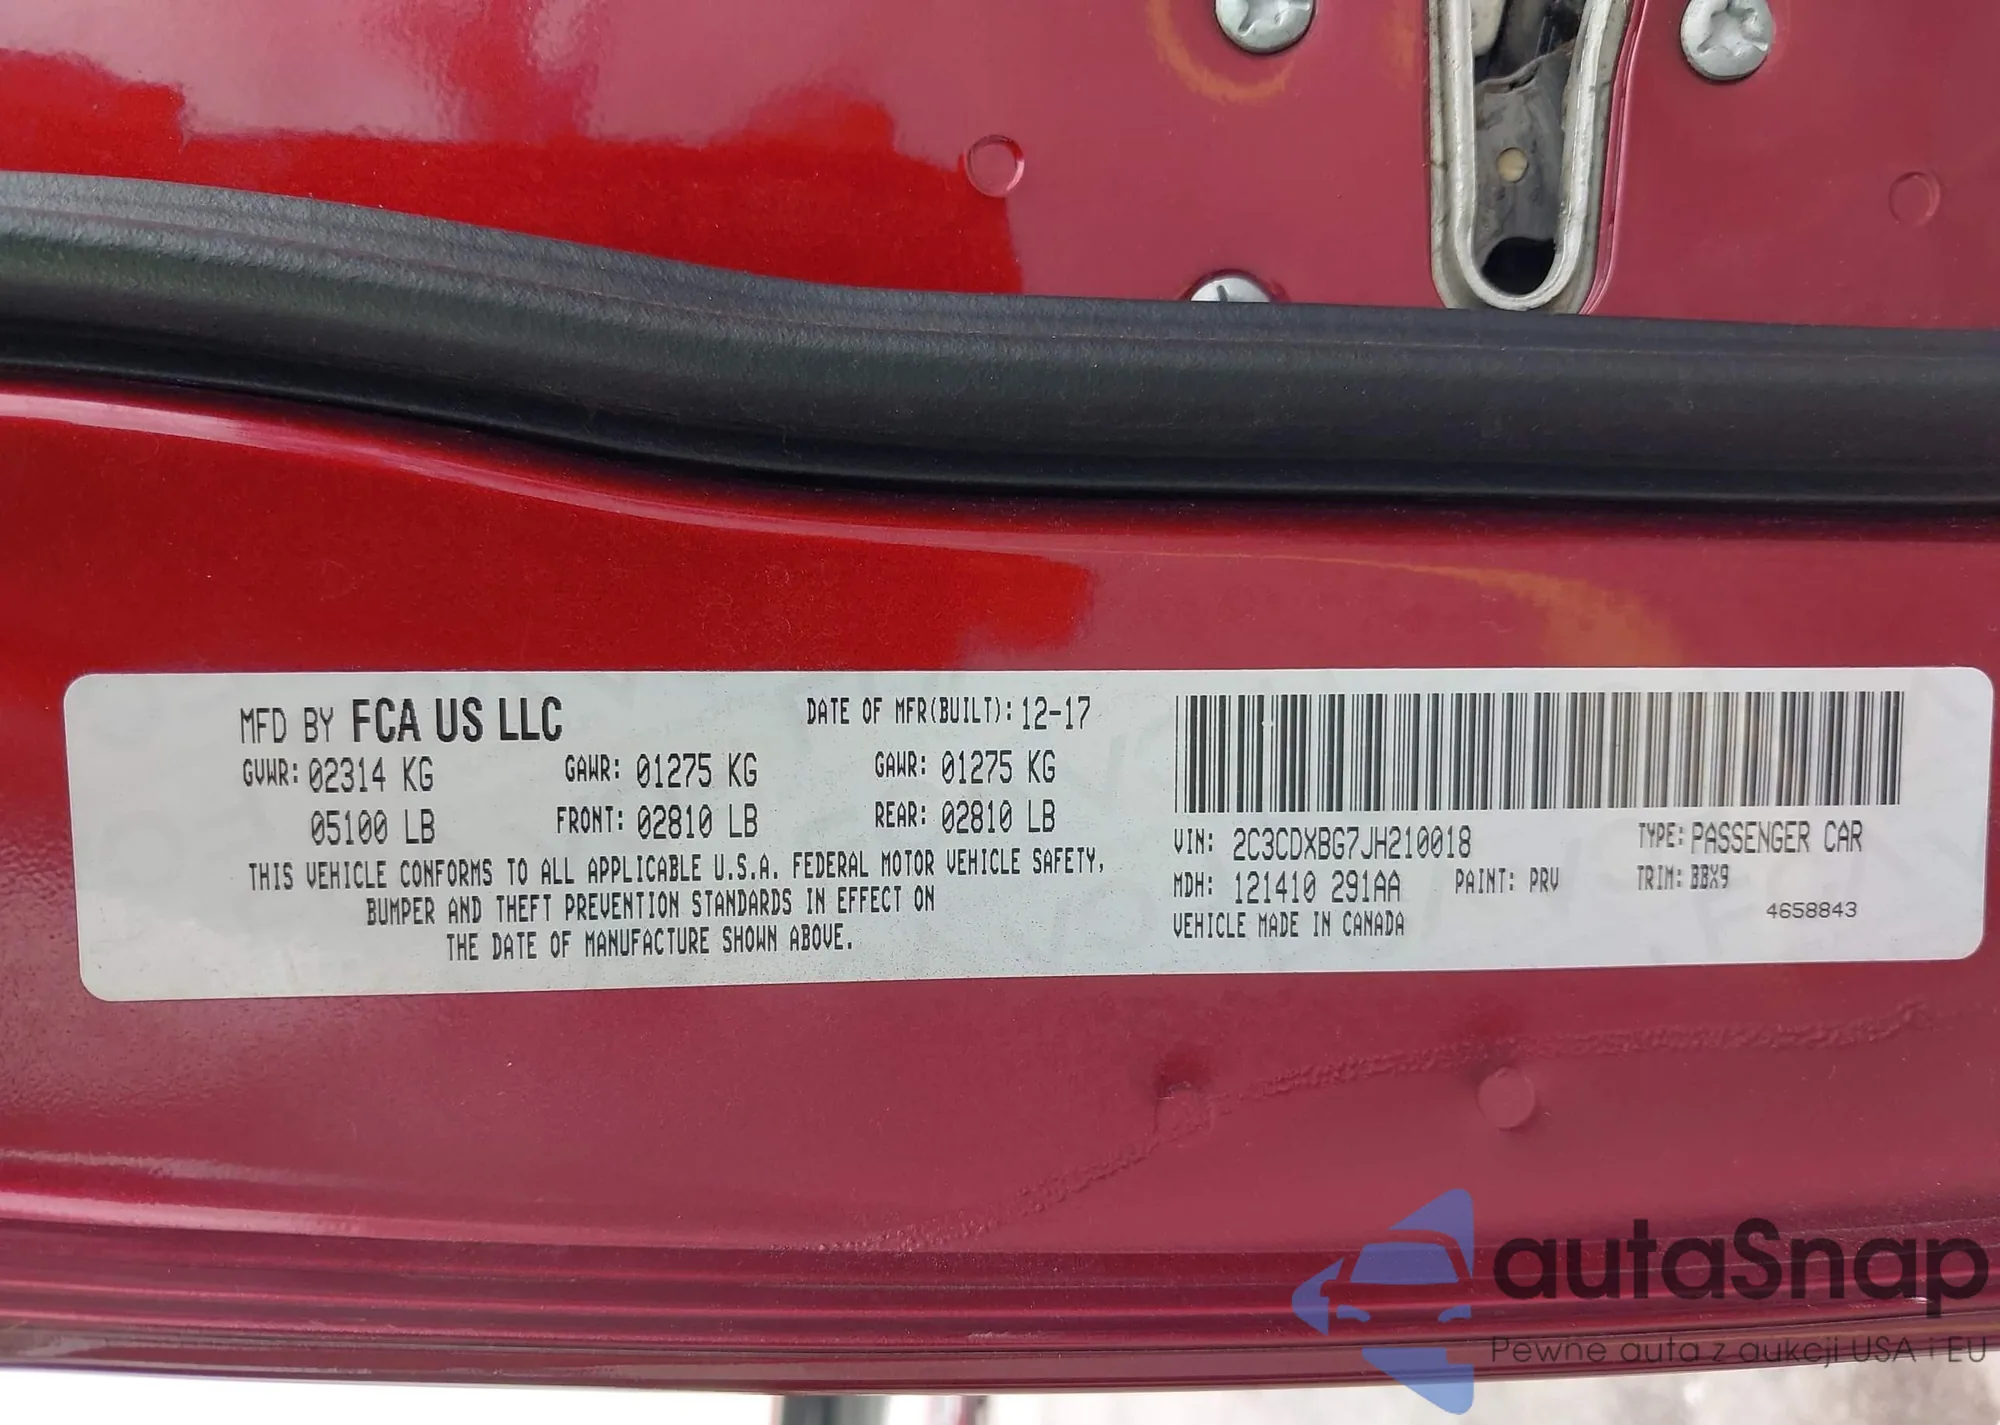 MFD BY FCA US LLC DATE OF MFR(BUILT): 12-17
GVWR: 02314 KG GAWR: 01275 KG GAWR: 01275 KG
05100 LB FRONT: 02810 LB REAR: 02810 LB
THIS VEHICLE CONFORMS TO ALL APPLICABLE U.S.A. FEDERAL MOTOR VEHICLE SAFETY,
BUMPER AND THEFT PREVENTION STANDARDS IN EFFECT ON
THE DATE OF MANUFACTURE SHOWN ABOVE.
VIN: 2C3CDXBG7JH210018 TYPE: PASSENGER CAR
MDH: 121410 291AA PAINT: PRV TRIM: BBX9
VEHICLE MADE IN CANADA 4658843
autaSnap
Pewne auta z aukcji USA i EU